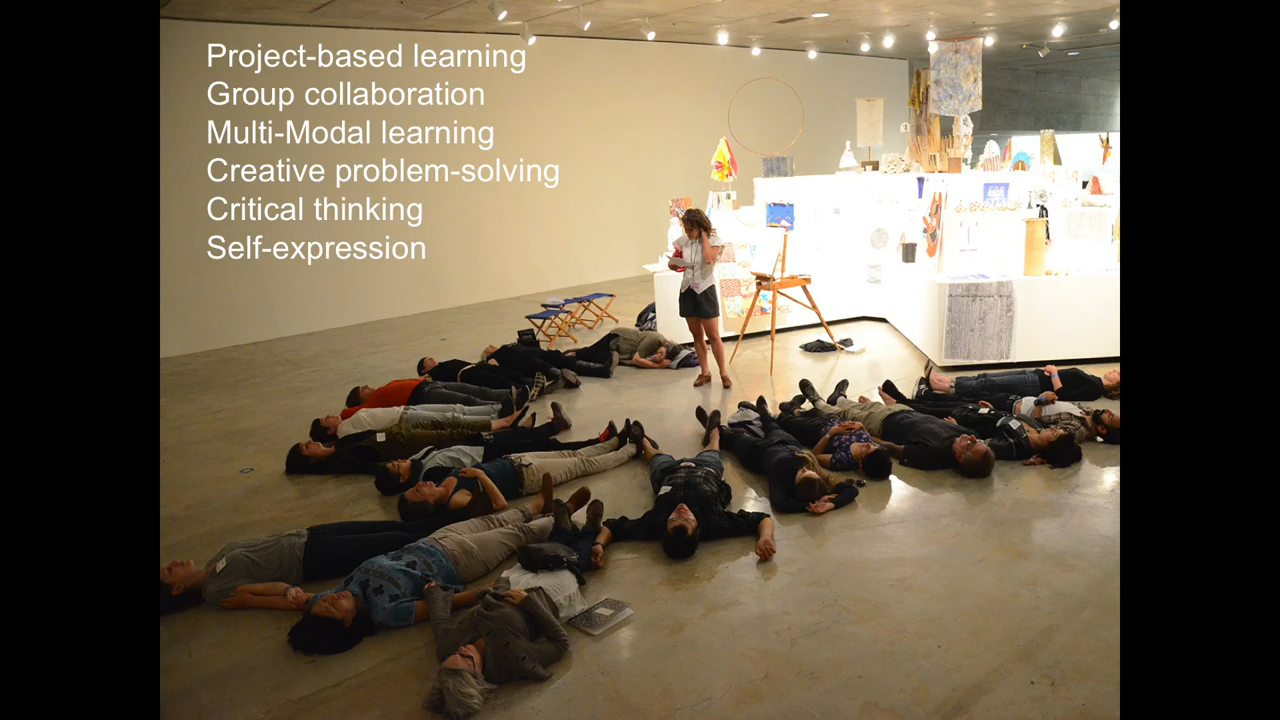 Project-based learning
Group collaboration
Multi-Modal learning
Creative problem-solving
Critical thinking
Self-expression